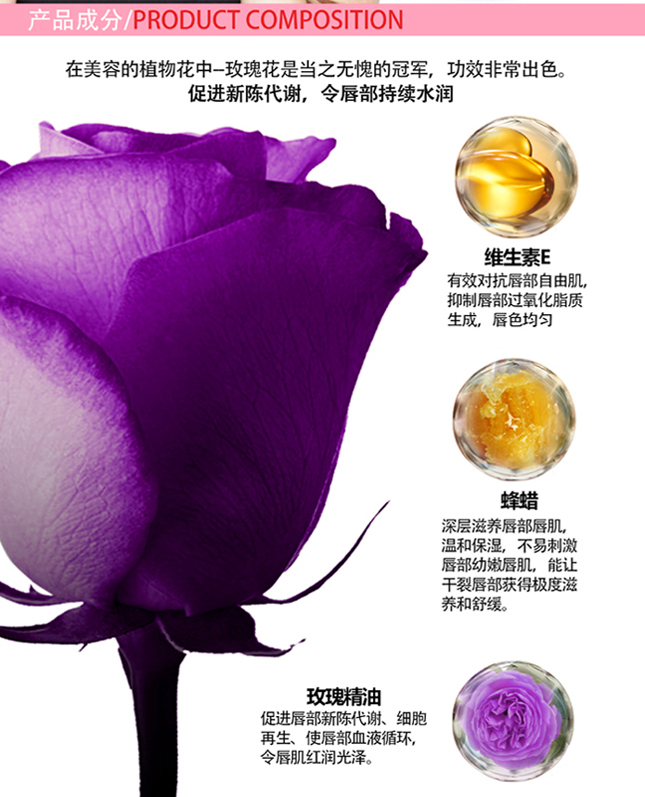 产品成分/PRODUCT COMPOSITION
在美容的植物花中–玫瑰花是当之无愧的冠军，功效非常出色。
促进新陈代谢，令唇部持续水润
维生素E
有效对抗唇部自由肌，
抑制唇部过氧化脂质
生成，唇色均匀
蜂蜡
深层滋养唇部唇肌，
温和保湿，不易刺激
唇部幼嫩唇肌，能让
干裂唇部获得极度滋
养和舒缓。
玫瑰精油
促进唇部新陈代谢、细胞
再生、使唇部血液循环，
令唇肌红润光泽。